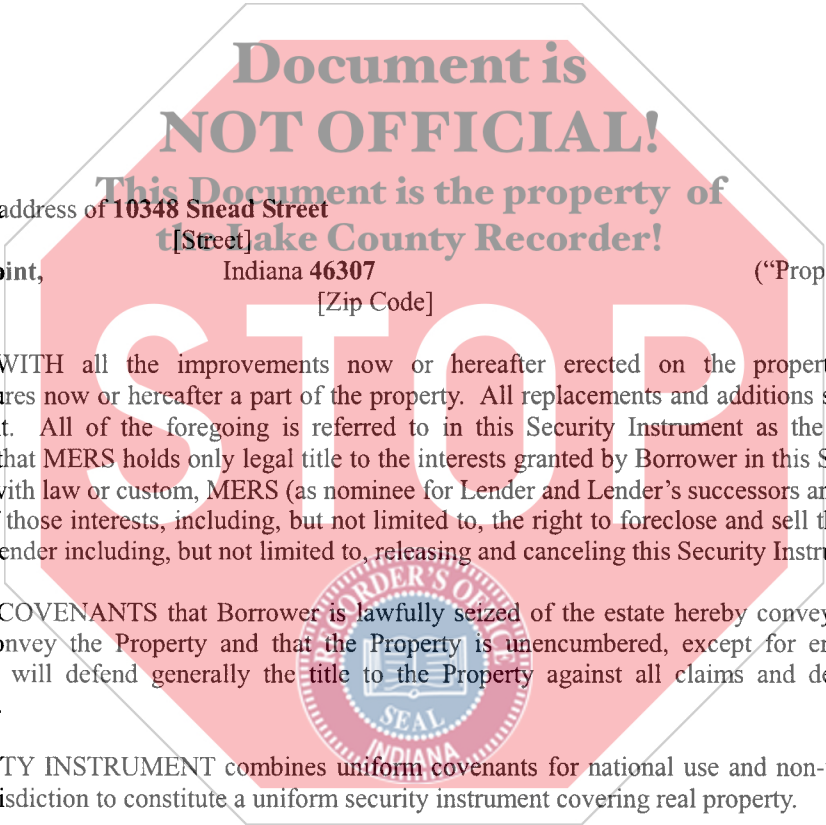 Document is
NOT OFFICIAL!
This Document is the property of
the Lake County Recorder!
STOP
address of 10348 Snead Street
[Street]
oint, Indiana 46307 (“Prop
[Zip Code]
WITH all the improvements now or hereafter erected on the propert
ures now or hereafter a part of the property. All replacements and additions s
t. All of the foregoing is referred to in this Security Instrument as the
that MERS holds only legal title to the interests granted by Borrower in this S
with law or custom, MERS (as nominee for Lender and Lender’s successors an
f those interests, including, but not limited to, the right to foreclose and sell th
ender including, but not limited to, releasing and canceling this Security Instru
COVENANTS that Borrower is lawfully seized of the estate hereby convey
onvey the Property and that the Property is unencumbered, except for en
will defend generally the title to the Property against all claims and de
.
TY INSTRUMENT combines uniform covenants for national use and non-
isdiction to constitute a uniform security instrument covering real property.
RECORDER'S OFFICE
SEAL
INDIANA